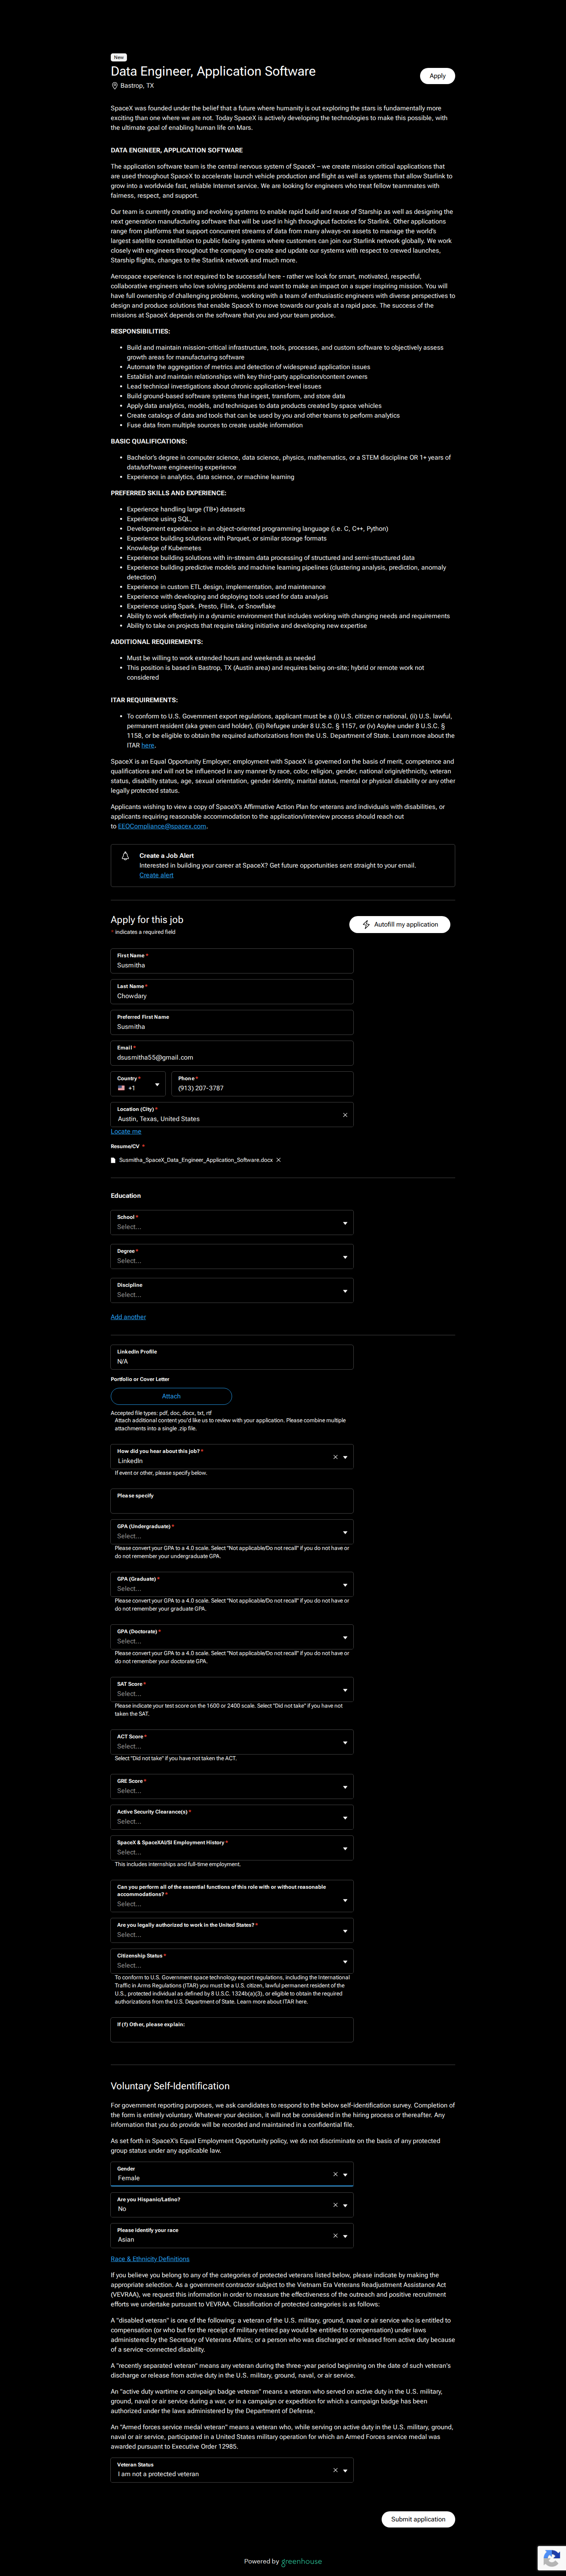 New
Data Engineer, Application Software
Bastrop, TX
Apply
SpaceX was founded under the belief that a future where humanity is out exploring the stars is fundamentally more
exciting than one where we are not. Today SpaceX is actively developing the technologies to make this possible, with
the ultimate goal of enabling human life on Mars.
DATA ENGINEER, APPLICATION SOFTWARE
The application software team is the central nervous system of SpaceX – we create mission critical applications that
are used throughout SpaceX to accelerate launch vehicle production and flight as well as systems that allow Starlink to
grow into a worldwide fast, reliable Internet service. We are looking for engineers who treat fellow teammates with
fairness, respect, and support.
Our team is currently creating and evolving systems to enable rapid build and reuse of Starship as well as designing the
next generation manufacturing software that will be used in high throughput factories for Starlink. Other applications
range from platforms that support concurrent streams of data from many always-on assets to manage the world's
largest satellite constellation to public facing systems where customers can join our Starlink network globally. We work
closely with engineers throughout the company to create and update our systems with respect to crewed launches,
Starship flights, changes to the Starlink network and much more.
Aerospace experience is not required to be successful here - rather we look for smart, motivated, respectful,
collaborative engineers who love solving problems and want to make an impact on a super inspiring mission. You will
have full ownership of challenging problems, working with a team of enthusiastic engineers with diverse perspectives to
design and produce solutions that enable SpaceX to move towards our goals at a rapid pace. The success of the
missions at SpaceX depends on the software that you and your team produce.
RESPONSIBILITIES:
Build and maintain mission-critical infrastructure, tools, processes, and custom software to objectively assess
growth areas for manufacturing software
Automate the aggregation of metrics and detection of widespread application issues
Establish and maintain relationships with key third-party application/content owners
Lead technical investigations about chronic application-level issues
Build ground-based software systems that ingest, transform, and store data
Apply data analytics, models, and techniques to data products created by space vehicles
Create catalogs of data and tools that can be used by you and other teams to perform analytics
Fuse data from multiple sources to create usable information
BASIC QUALIFICATIONS:
Bachelor's degree in computer science, data science, physics, mathematics, or a STEM discipline OR 1+ years of
data/software engineering experience
Experience in analytics, data science, or machine learning
PREFERRED SKILLS AND EXPERIENCE:
Experience handling large (TB+) datasets
Experience using SQL,
Development experience in an object-oriented programming language (i.e. C, C++, Python)
Experience building solutions with Parquet, or similar storage formats
Knowledge of Kubernetes
Experience building solutions with in-stream data processing of structured and semi-structured data
Experience building predictive models and machine learning pipelines (clustering analysis, prediction, anomaly
detection)
Experience in custom ETL design, implementation, and maintenance
Experience with developing and deploying tools used for data analysis
Experience using Spark, Presto, Flink, or Snowflake
Ability to work effectively in a dynamic environment that includes working with changing needs and requirements
Ability to take on projects that require taking initiative and developing new expertise
ADDITIONAL REQUIREMENTS:
Must be willing to work extended hours and weekends as needed
This position is based in Bastrop, TX (Austin area) and requires being on-site; hybrid or remote work not
considered
ITAR REQUIREMENTS:
To conform to U.S. Government export regulations, applicant must be a (i) U.S. citizen or national, (ii) U.S. lawful,
permanent resident (aka green card holder), (iii) Refugee under 8 U.S.C. § 1157, or (iv) Asylee under 8 U.S.C. §
1158, or be eligible to obtain the required authorizations from the U.S. Department of State. Learn more about the
ITAR here.
SpaceX is an Equal Opportunity Employer; employment with SpaceX is governed on the basis of merit, competence and
qualifications and will not be influenced in any manner by race, color, religion, gender, national origin/ethnicity, veteran
status, disability status, age, sexual orientation, gender identity, marital status, mental or physical disability or any other
legally protected status.
Applicants wishing to view a copy of SpaceX's Affirmative Action Plan for veterans and individuals with disabilities, or
applicants requiring reasonable accommodation to the application/interview process should reach out
to EEOCompliance@spacex.com.
Create a Job Alert
Interested in building your career at SpaceX? Get future opportunities sent straight to your email.
Create alert
Apply for this job
* indicates a required field
Autofill my application
First Name *
Susmitha
Last Name *
Chowdary
Preferred First Name
Susmitha
Email *
dsusmitha55@gmail.com
Country *
+1
Phone *
(913) 207-3787
Location (City) *
Austin, Texas, United States
Locate me
Resume/CV *
Susmitha_SpaceX_Data_Engineer_Application_Software.docx
Education
School *
Select...
Degree *
Select...
Discipline
Select...
Add another
LinkedIn Profile
N/A
Portfolio or Cover Letter
Attach
Accepted file types: pdf, doc, docx, txt, rtf
Attach additional content you'd like us to review with your application. Please combine multiple
attachments into a single .zip file.
How did you hear about this job? *
LinkedIn
If event or other, please specify below.
Please specify
GPA (Undergraduate) *
Select...
Please convert your GPA to a 4.0 scale. Select "Not applicable/Do not recall" if you do not have or
do not remember your undergraduate GPA.
GPA (Graduate) *
Select...
Please convert your GPA to a 4.0 scale. Select "Not applicable/Do not recall" if you do not have or
do not remember your graduate GPA.
GPA (Doctorate) *
Select...
Please convert your GPA to a 4.0 scale. Select "Not applicable/Do not recall" if you do not have or
do not remember your doctorate GPA.
SAT Score *
Select...
Please indicate your test score on the 1600 or 2400 scale. Select "Did not take" if you have not
taken the SAT.
ACT Score *
Select...
Select "Did not take" if you have not taken the ACT.
GRE Score *
Select...
Active Security Clearance(s) *
Select...
SpaceX & SpaceXAI/SI Employment History *
Select...
This includes internships and full-time employment.
Can you perform all of the essential functions of this role with or without reasonable
accommodations? *
Select...
Are you legally authorized to work in the United States? *
Select...
Citizenship Status *
Select...
To conform to U.S. Government space technology export regulations, including the International
Traffic in Arms Regulations (ITAR) you must be a U.S. citizen, lawful permanent resident of the
U.S., protected individual as defined by 8 U.S.C. 1324b(a)(3), or eligible to obtain the required
authorizations from the U.S. Department of State. Learn more about ITAR here.
If (f) Other, please explain:
Voluntary Self-Identification
For government reporting purposes, we ask candidates to respond to the below self-identification survey. Completion of
the form is entirely voluntary. Whatever your decision, it will not be considered in the hiring process or thereafter. Any
information that you do provide will be recorded and maintained in a confidential file.
As set forth in SpaceX's Equal Employment Opportunity policy, we do not discriminate on the basis of any protected
group status under any applicable law.
Gender
Female
Are you Hispanic/Latino?
No
Please identify your race
Asian
Race & Ethnicity Definitions
If you believe you belong to any of the categories of protected veterans listed below, please indicate by making the
appropriate selection. As a government contractor subject to the Vietnam Era Veterans Readjustment Assistance Act
(VEVRAA), we request this information in order to measure the effectiveness of the outreach and positive recruitment
efforts we undertake pursuant to VEVRAA. Classification of protected categories is as follows:
A "disabled veteran" is one of the following: a veteran of the U.S. military, ground, naval or air service who is entitled to
compensation (or who but for the receipt of military retired pay would be entitled to compensation) under laws
administered by the Secretary of Veterans Affairs; or a person who was discharged or released from active duty because
of a service-connected disability.
A "recently separated veteran" means any veteran during the three-year period beginning on the date of such veteran's
discharge or release from active duty in the U.S. military, ground, naval, or air service.
An "active duty wartime or campaign badge veteran" means a veteran who served on active duty in the U.S. military,
ground, naval or air service during a war, or in a campaign or expedition for which a campaign badge has been
authorized under the laws administered by the Department of Defense.
An "Armed forces service medal veteran" means a veteran who, while serving on active duty in the U.S. military, ground,
naval or air service, participated in a United States military operation for which an Armed Forces service medal was
awarded pursuant to Executive Order 12985.
Veteran Status
I am not a protected veteran
Submit application
Powered by greenhouse